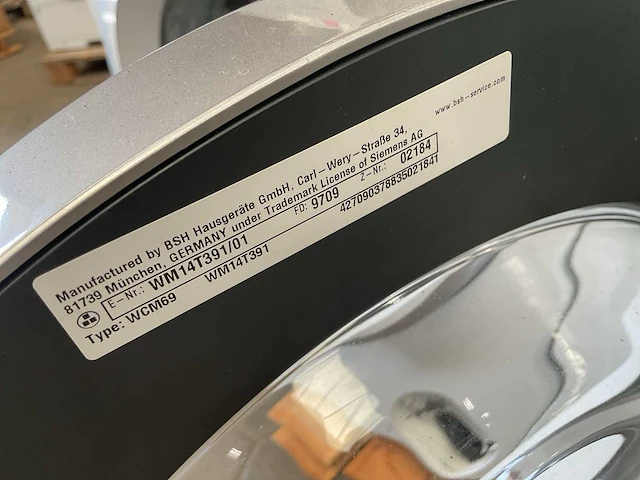 www.bsh-service.com
Manufactured by BSH Hausgeräte GmbH, Carl-Wery-Straße 34,
81739 München, GERMANY under Trademark License of Siemens AG
E-Nr.: WM14T391/01 FD: 9709 Z-Nr.: 02184
Type: WCM69 WM14T391 427090378835021841